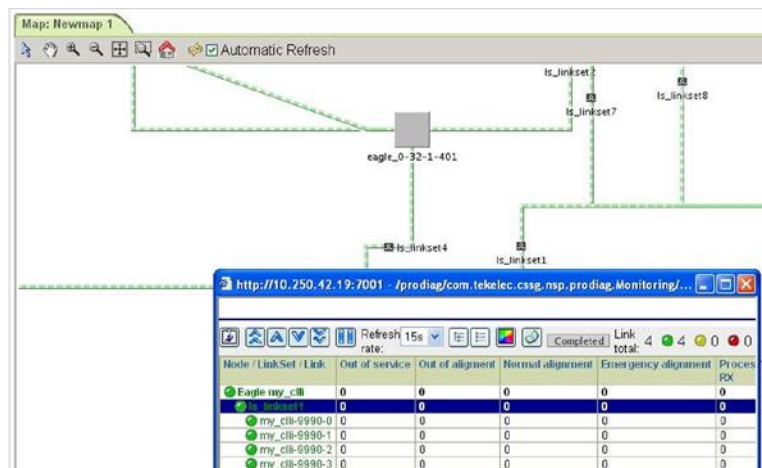 Map: Newmap 1
Automatic Refresh
ls_linkset2
ls_linkset7
ls_linkset8
eagle_0-32-1-401
ls_linkset4
ls_linkset1
http://10.250.42.19:7001 - /prodiag/com.tekelec.cssg.nsp.prodiag.Monitoring/...
Refresh rate: 15s Completed Link total: 4 4 0 0
Node / LinkSet / Link Out of service Out of aligment Normal alignment Emergency alignment Proces RX
Eagle my_clli 0 0 0 0 0
ls_linkset1 0 0 0 0 0
my_clli-9990-0 0 0 0 0 0
my_clli-9990-1 0 0 0 0 0
my_clli-9990-2 0 0 0 0 0
my_clli-9990-3 0 0 0 0 0